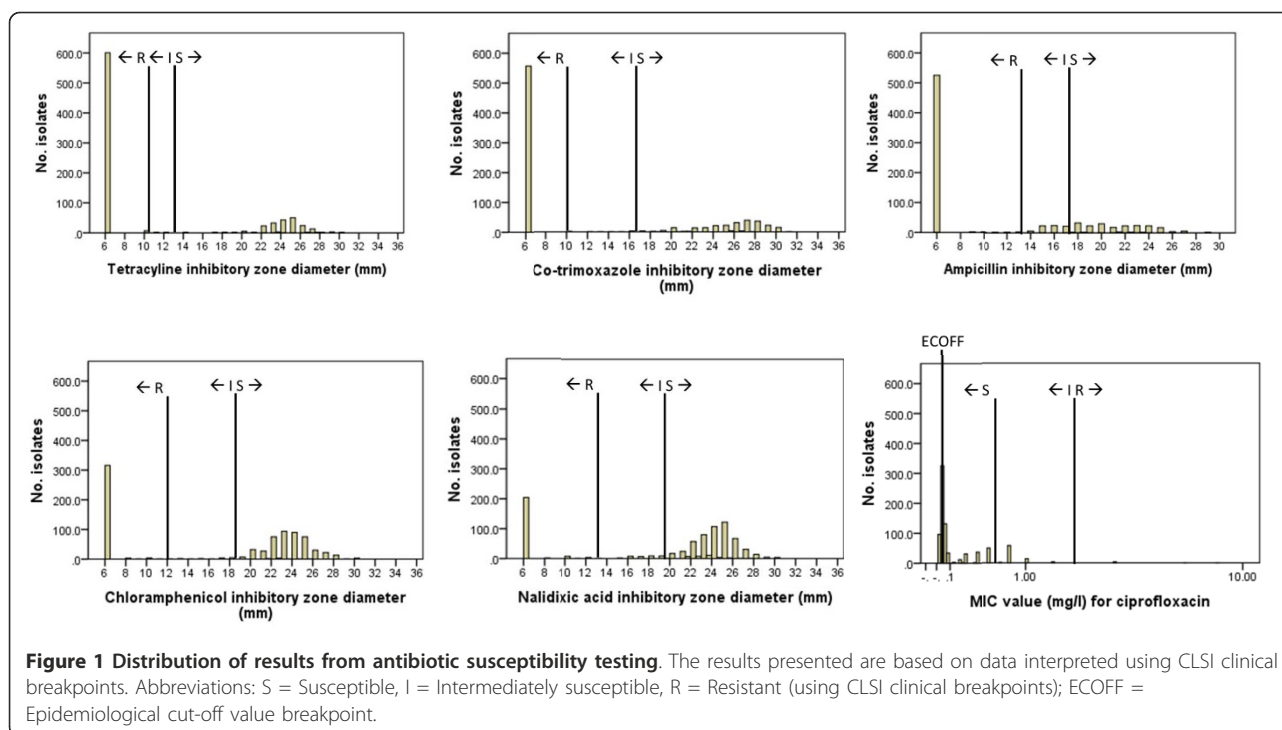 600.0
500.0
400.0
300.0
200.0
100.0
.0
No. isolates
← R ← I S →
6 8 10 12 14 16 18 20 22 24 26 28 30 32 34 36
Tetracyline inhibitory zone diameter (mm)
600.0
500.0
400.0
300.0
200.0
100.0
.0
No. isolates
← R ← I S →
6 8 10 12 14 16 18 20 22 24 26 28 30 32 34 36
Co-trimoxazole inhibitory zone diameter
(mm)
600.0
500.0
400.0
300.0
200.0
100.0
.0
No. isolates
← R ← I S →
6 8 9 10 12 14 16 18 20 22 24 26 28 30
Ampicillin inhibitory zone diameter (mm)
600.0
500.0
400.0
300.0
200.0
100.0
.0
No. isolates
← R ← I S →
6 8 10 12 14 16 18 20 22 24 26 28 30 32 34 36
Chloramphenicol inhibitory zone diameter
(mm)
600.0
500.0
400.0
300.0
200.0
100.0
.0
No. isolates
← R ← I S →
6 8 10 12 14 16 18 20 22 24 26 28 30 32 34 36
Nalidixic acid inhibitory zone diameter (mm)
ECOFF
600.0
500.0
400.0
300.0
200.0
100.0
.0
No. isolates
← S ← I R →
-. -. .1 1.00 10.00
MIC value (mg/l) for ciprofloxacin
Figure 1 Distribution of results from antibiotic susceptibility testing. The results presented are based on data interpreted using CLSI clinical
breakpoints. Abbreviations: S = Susceptible, I = Intermediately susceptible, R = Resistant (using CLSI clinical breakpoints); ECOFF =
Epidemiological cut-off value breakpoint.